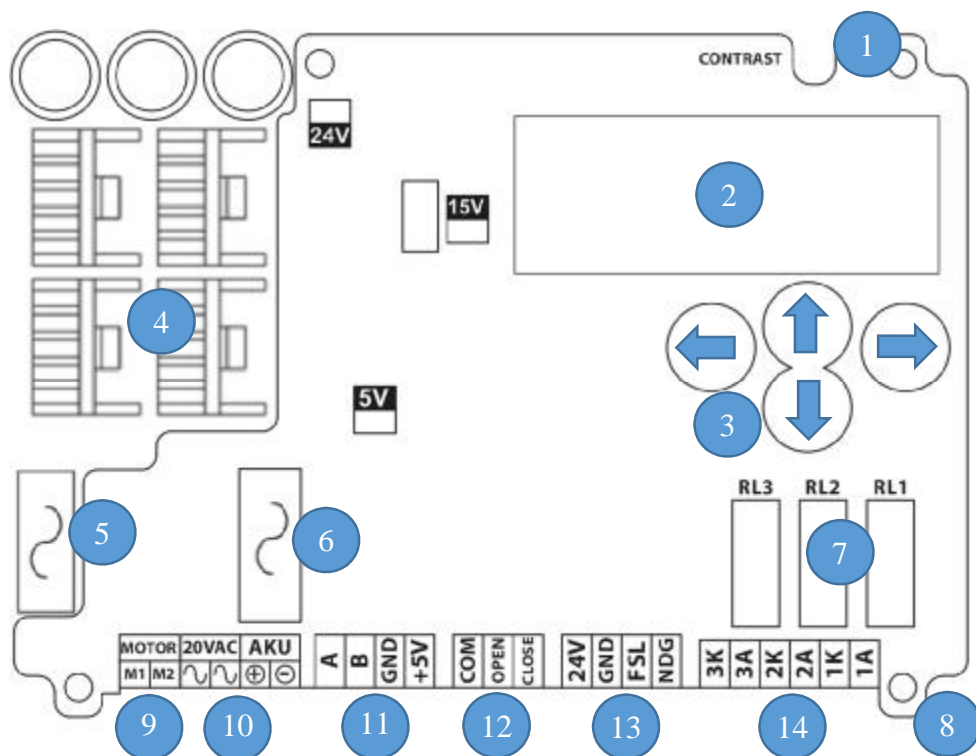 1
CONTRAST
24V
2
15V
4
5V
3
RL3 RL2 RL1
5
6
7
MOTOR 20VAC AKU
M1 M2 + -
A B GND +5V
COM OPEN CLOSE
24V GND FSL NDG
3K 3A 2K 2A 1K 1A
9 10 11 12 13 14 8